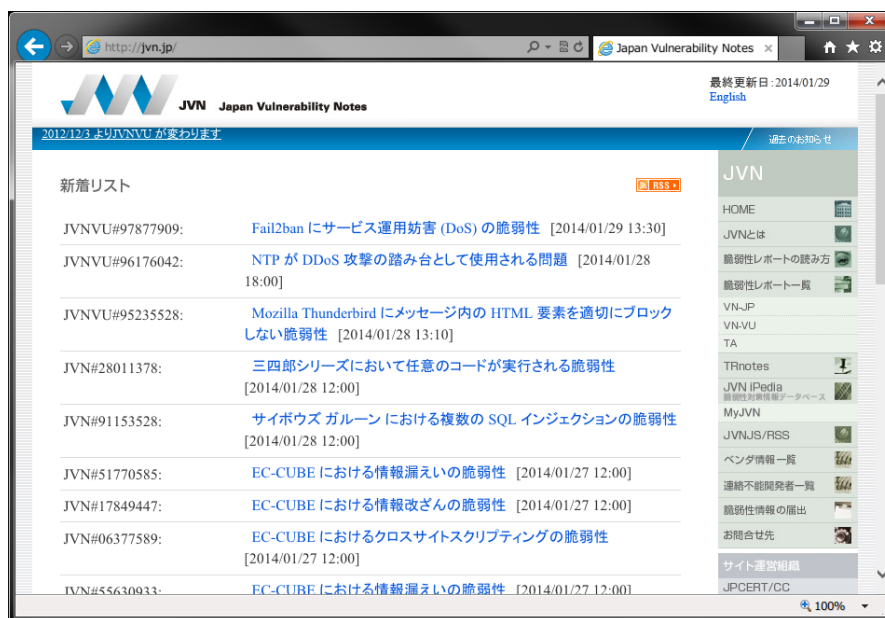 http://jvn.jp/
Japan Vulnerability Notes
JVN Japan Vulnerability Notes
最終更新日:2014/01/29
English
2012/12/3 よりJVNVU が変わります
過去のお知らせ
新着リスト
RSS
JVNVU#97877909: Fail2ban にサービス運用妨害 (DoS) の脆弱性 [2014/01/29 13:30]
JVNVU#96176042: NTP が DDoS 攻撃の踏み台として使用される問題 [2014/01/28
18:00]
JVNVU#95235528: Mozilla Thunderbird にメッセージ内の HTML 要素を適切にブロック
しない脆弱性 [2014/01/28 13:10]
JVN#28011378: 三四郎シリーズにおいて任意のコードが実行される脆弱性
[2014/01/28 12:00]
JVN#91153528: サイボウズ ガルーン における複数の SQL インジェクションの脆弱性
[2014/01/28 12:00]
JVN#51770585: EC-CUBE における情報漏えいの脆弱性 [2014/01/27 12:00]
JVN#17849447: EC-CUBE における情報改ざんの脆弱性 [2014/01/27 12:00]
JVN#06377589: EC-CUBE におけるクロスサイトスクリプティングの脆弱性
[2014/01/27 12:00]
JVN#55630933: EC-CUBE における情報漏えいの脆弱性 [2014/01/27 12:00]
JVN
HOME
JVNとは
脆弱性レポートの読み方
脆弱性レポート一覧
VN-JP
VN-VU
TA
TRnotes
JVN iPedia
脆弱性対策情報データベース
MyJVN
JVNJS/RSS
ベンダ情報一覧
連絡不能開発者一覧
脆弱性情報の届出
お問合せ先
サイト運営組織
JPCERT/CC
100%